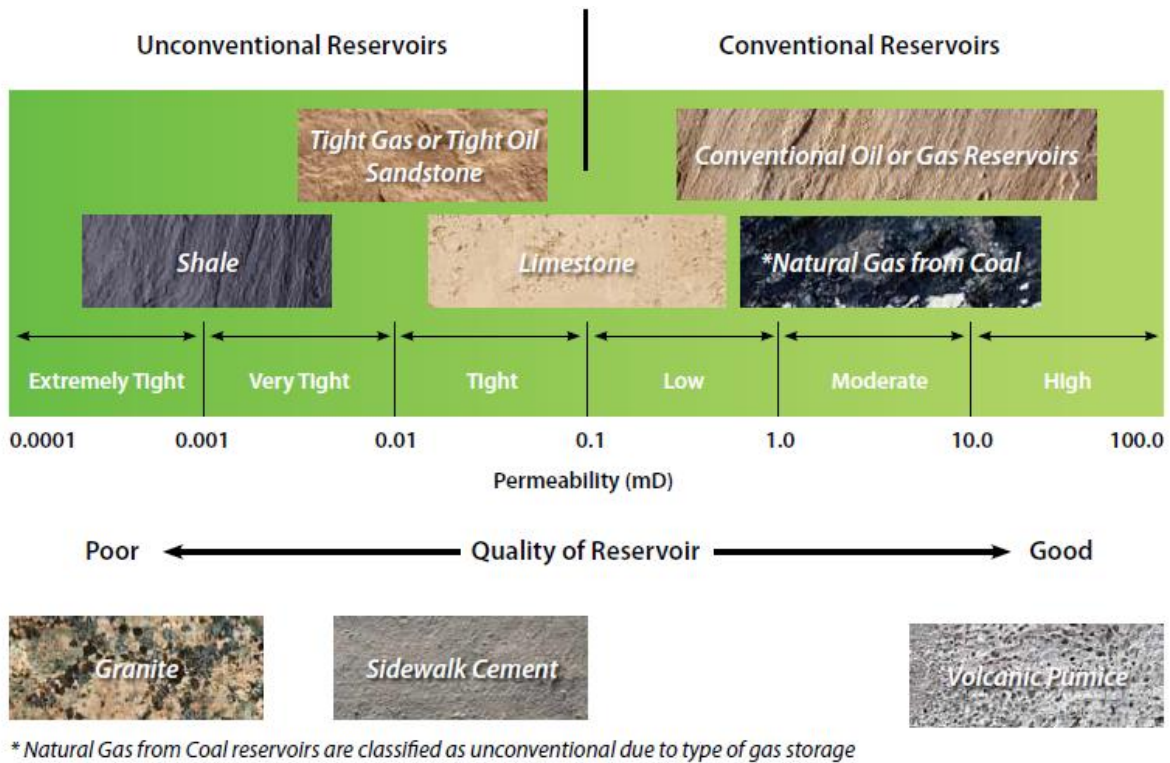 Unconventional Reservoirs
Conventional Reservoirs
Tight Gas or Tight Oil
Sandstone
Conventional Oil or Gas Reservoirs
Shale
Limestone
*Natural Gas from Coal
Extremely Tight
Very Tight
Tight
Low
Moderate
High
0.0001
0.001
0.01
0.1
1.0
10.0
100.0
Permeability (mD)
Poor
Quality of Reservoir
Good
Granite
Sidewalk Cement
Volcanic Pumice
* Natural Gas from Coal reservoirs are classified as unconventional due to type of gas storage